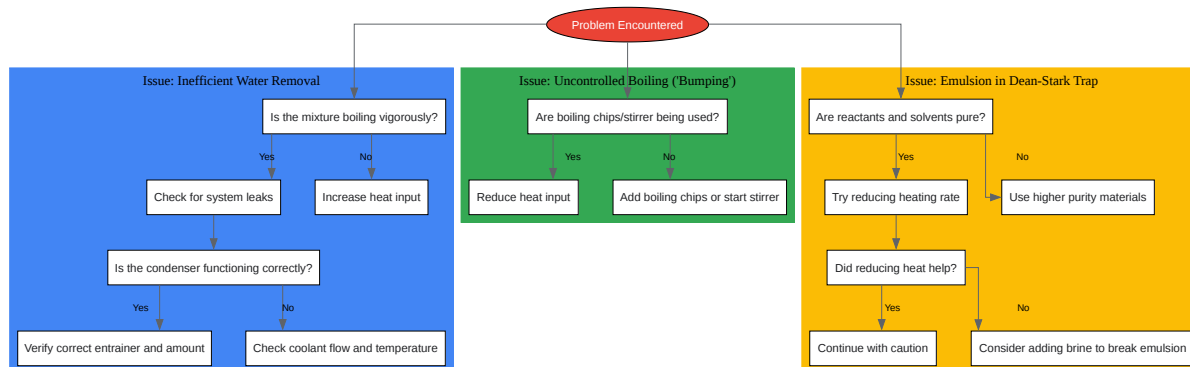 Problem Encountered
Issue: Inefficient Water Removal
Is the mixture boiling vigorously?
Yes
No
Check for system leaks
Increase heat input
Is the condenser functioning correctly?
Yes
No
Verify correct entrainer and amount
Check coolant flow and temperature
Issue: Uncontrolled Boiling ('Bumping')
Are boiling chips/stirrer being used?
Yes
No
Reduce heat input
Add boiling chips or start stirrer
Issue: Emulsion in Dean-Stark Trap
Are reactants and solvents pure?
Yes
No
Try reducing heating rate
Use higher purity materials
Did reducing heat help?
Yes
No
Continue with caution
Consider adding brine to break emulsion